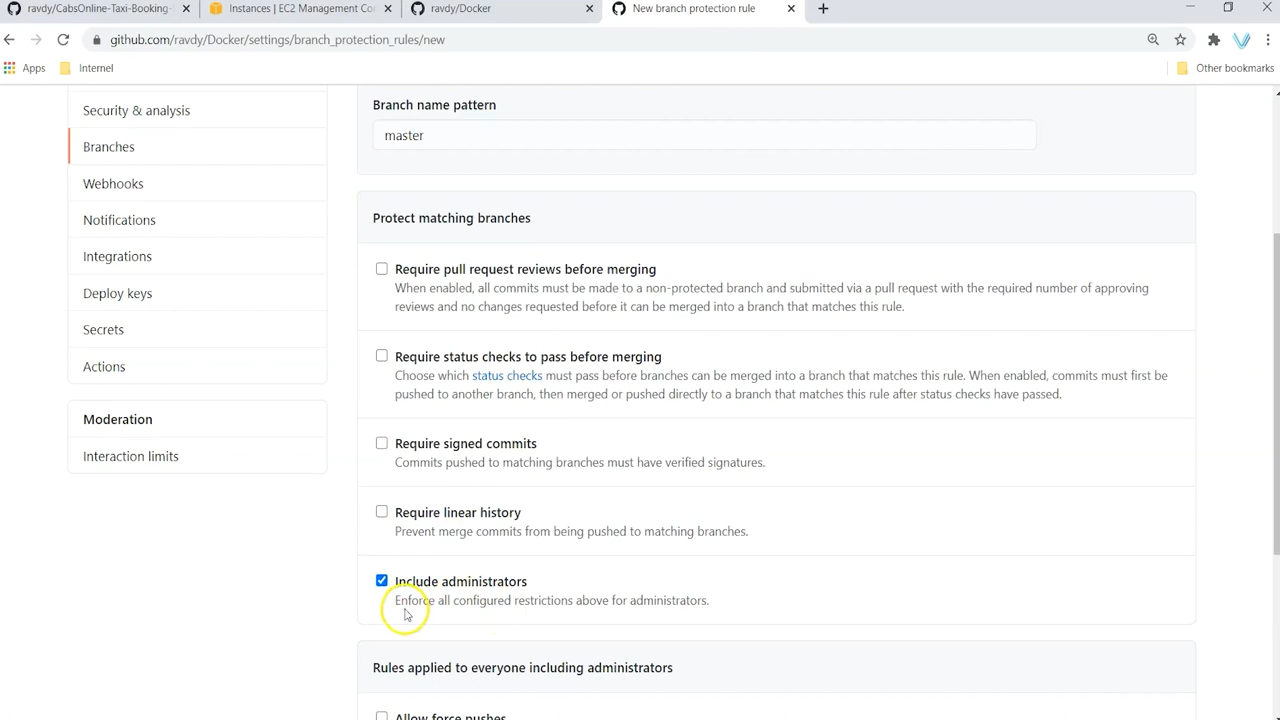 ravdy/CabsOnline-Taxi-Booking-
Instances | EC2 Management Co
ravdy/Docker
New branch protection rule
github.com/ravdy/Docker/settings/branch_protection_rules/new
Apps
Internet
Other bookmarks
Security & analysis
Branches
Webhooks
Notifications
Integrations
Deploy keys
Secrets
Actions
Moderation
Interaction limits
Branch name pattern
master
Protect matching branches
Require pull request reviews before merging
When enabled, all commits must be made to a non-protected branch and submitted via a pull request with the required number of approving
reviews and no changes requested before it can be merged into a branch that matches this rule.
Require status checks to pass before merging
Choose which status checks must pass before branches can be merged into a branch that matches this rule. When enabled, commits must first be
pushed to another branch, then merged or pushed directly to a branch that matches this rule after status checks have passed.
Require signed commits
Commits pushed to matching branches must have verified signatures.
Require linear history
Prevent merge commits from being pushed to matching branches.
Include administrators
Enforce all configured restrictions above for administrators.
Rules applied to everyone including administrators
Allow force pushes